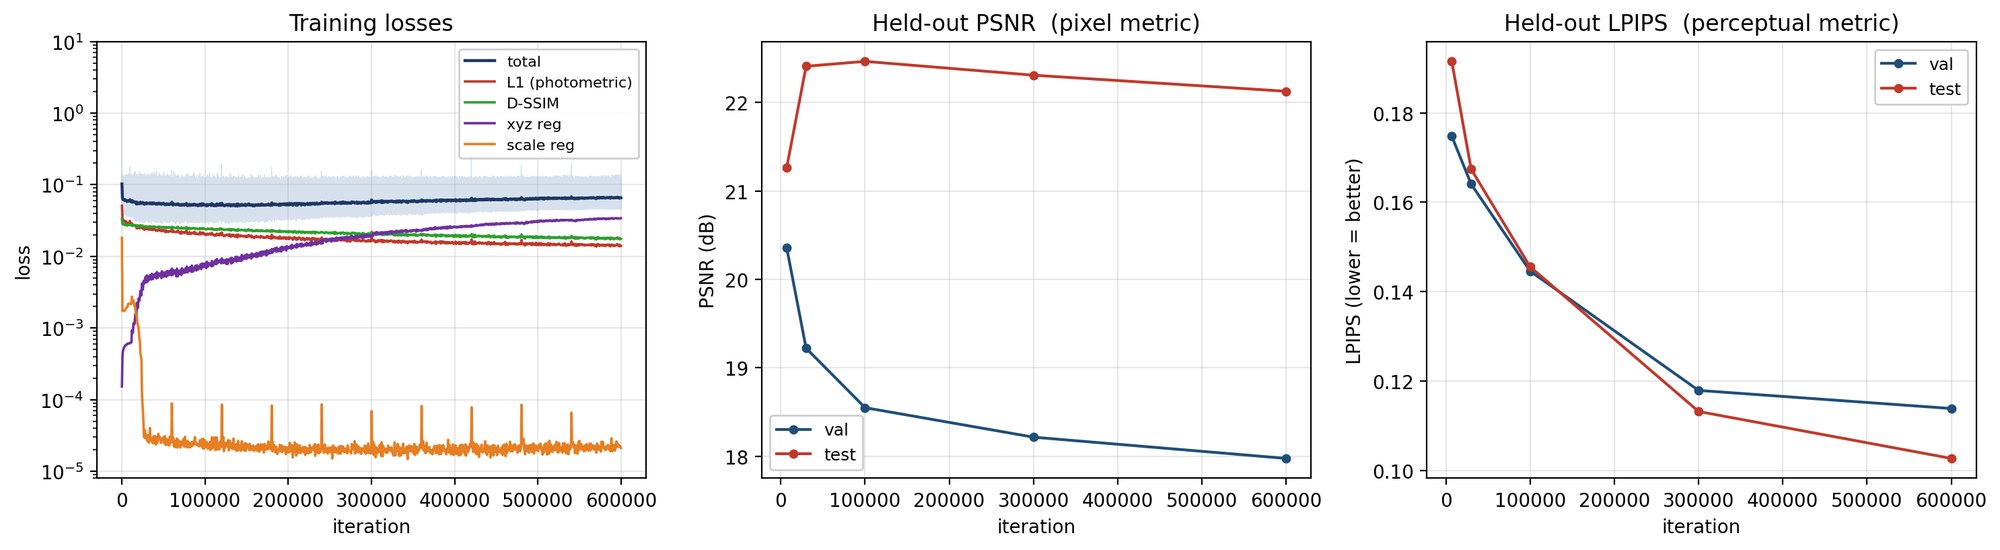 Training losses
10^1
10^0
10^-1
10^-2
10^-3
10^-4
10^-5
loss
0 100000 200000 300000 400000 500000 600000
iteration
total
L1 (photometric)
D-SSIM
xyz reg
scale reg
Held-out PSNR (pixel metric)
22
21
20
19
18
PSNR (dB)
0 100000 200000 300000 400000 500000 600000
iteration
val
test
Held-out LPIPS (perceptual metric)
0.18
0.16
0.14
0.12
0.10
LPIPS (lower = better)
0 100000 200000 300000 400000 500000 600000
iteration
val
test